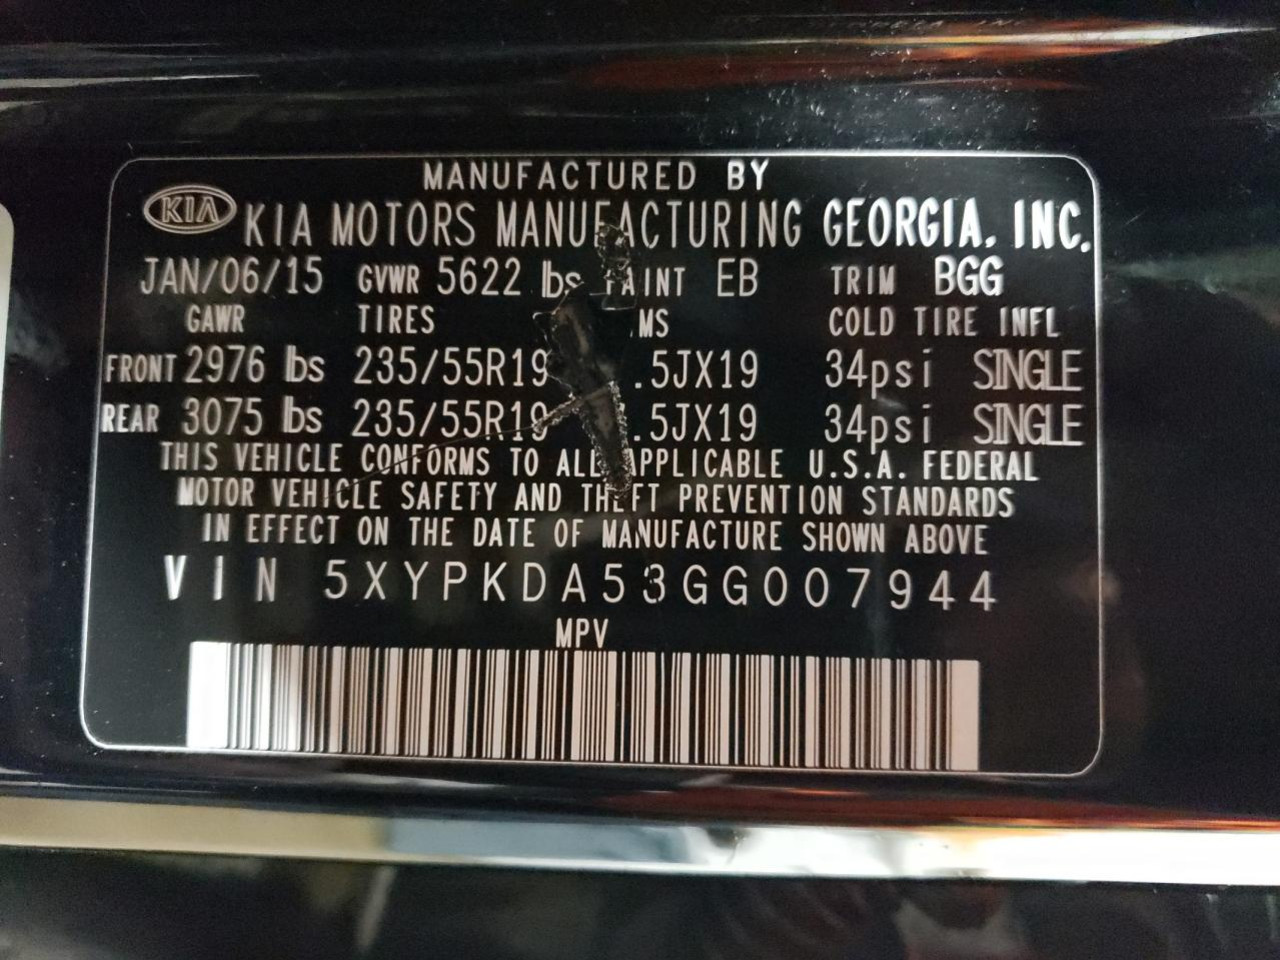 MANUFACTURED BY
KIA KIA MOTORS MANUFACTURING GEORGIA, INC.
JAN/06/15 GVWR 5622 lbs PAINT EB TRIM BGG
GAWR TIRES MS COLD TIRE INFL
FRONT 2976 lbs 235/55R19 .5JX19 34psi SINGLE
REAR 3075 lbs 235/55R19 .5JX19 34psi SINGLE
THIS VEHICLE CONFORMS TO ALL APPLICABLE U.S.A. FEDERAL
MOTOR VEHICLE SAFETY AND THEFT PREVENTION STANDARDS
IN EFFECT ON THE DATE OF MANUFACTURE SHOWN ABOVE
VIN 5XYPKDA53GG007944
MPV